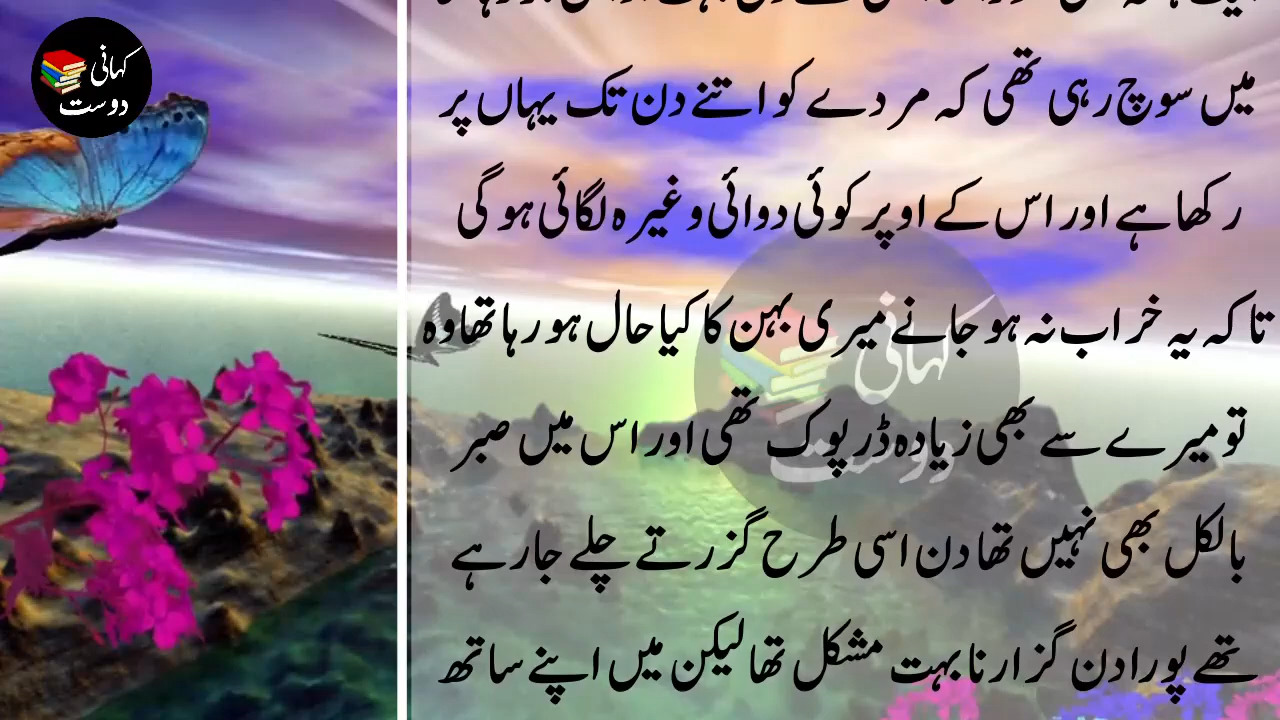 میں سوچ رہی تھی کہ مردے کو اتنے دن تک یہاں پر
رکھا ہے اور اس کے اوپر کوئی دوائی وغیرہ لگائی ہو گی
تاکہ یہ خراب نہ ہو جانے میری بہن کا کیا حال ہو رہا تھا وہ
تو میرے سے بھی زیادہ ڈرپوک تھی اور اس میں صبر
بالکل بھی نہیں تھا دن اسی طرح گزرتے چلے جا رہے
تھے پورا دن گزارنا بہت مشکل تھا لیکن میں اپنے ساتھ
کہانی
دوست
کہانی
دوست